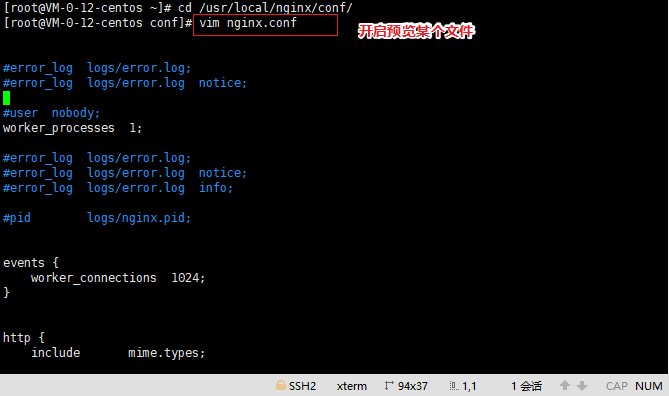 [root@VM-0-12-centos ~]# cd /usr/local/nginx/conf/
[root@VM-0-12-centos conf]# vim nginx.conf
开启预览某个文件
#error_log  logs/error.log;
#error_log  logs/error.log  notice;
#user  nobody;
worker_processes  1;
#error_log  logs/error.log;
#error_log  logs/error.log  notice;
#error_log  logs/error.log  info;
#pid        logs/nginx.pid;
events {
    worker_connections  1024;
}
http {
    include       mime.types;
SSH2 xterm 94x37 1,1 1 会话 CAP NUM